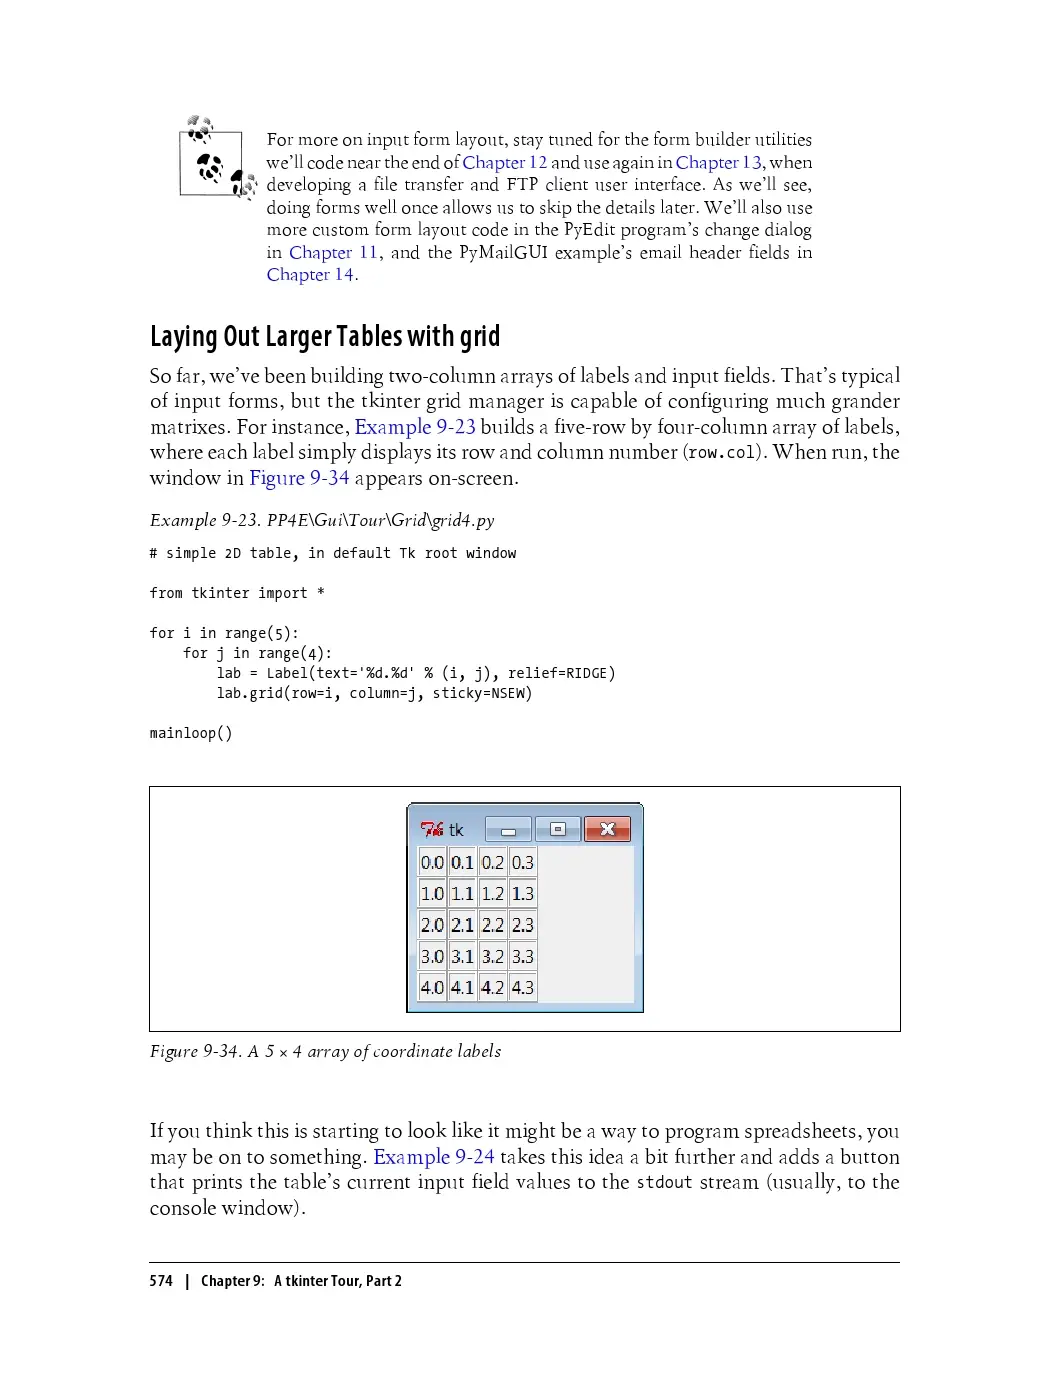 For more on input form layout, stay tuned for the form builder utilities
we’ll code near the end of Chapter 12 and use again in Chapter 13, when
developing a file transfer and FTP client user interface. As we’ll see,
doing forms well once allows us to skip the details later. We’ll also use
more custom form layout code in the PyEdit program’s change dialog
in Chapter 11, and the PyMailGUI example’s email header fields in
Chapter 14.
Laying Out Larger Tables with grid
So far, we’ve been building two-column arrays of labels and input fields. That’s typical
of input forms, but the tkinter grid manager is capable of configuring much grander
matrixes. For instance, Example 9-23 builds a five-row by four-column array of labels,
where each label simply displays its row and column number (row.col). When run, the
window in Figure 9-34 appears on-screen.
Example 9-23. PP4E\Gui\Tour\Grid\grid4.py
# simple 2D table, in default Tk root window
from tkinter import *
for i in range(5):
    for j in range(4):
        lab = Label(text='%d.%d' % (i, j), relief=RIDGE)
        lab.grid(row=i, column=j, sticky=NSEW)
mainloop()
tk
0.0 0.1 0.2 0.3
1.0 1.1 1.2 1.3
2.0 2.1 2.2 2.3
3.0 3.1 3.2 3.3
4.0 4.1 4.2 4.3
Figure 9-34. A 5 × 4 array of coordinate labels
If you think this is starting to look like it might be a way to program spreadsheets, you
may be on to something. Example 9-24 takes this idea a bit further and adds a button
that prints the table’s current input field values to the stdout stream (usually, to the
console window).
574 | Chapter 9: A tkinter Tour, Part 2